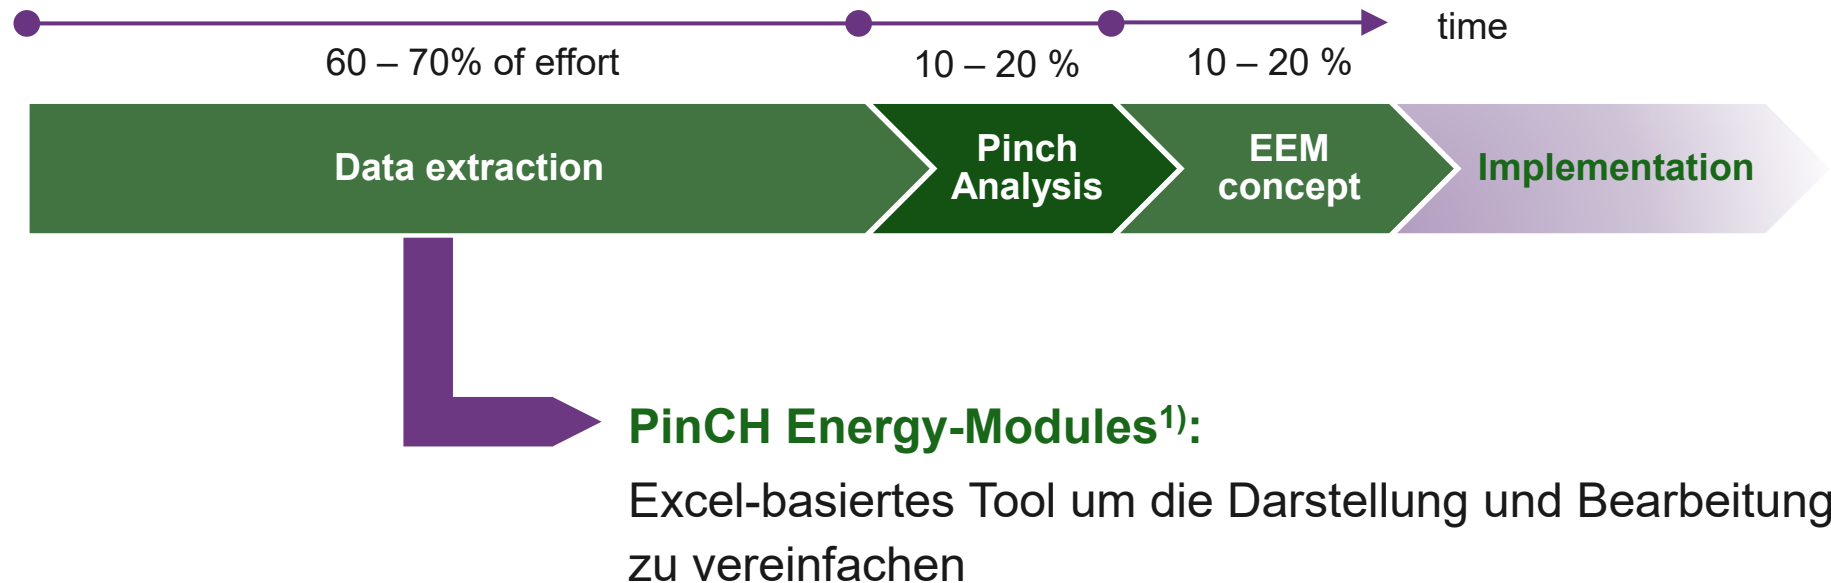 time
60 – 70% of effort
10 – 20 %
10 – 20 %
Data extraction
Pinch
Analysis
EEM
concept
Implementation
PinCH Energy-Modules¹⁾:
Excel-basiertes Tool um die Darstellung und Bearbeitung
zu vereinfachen